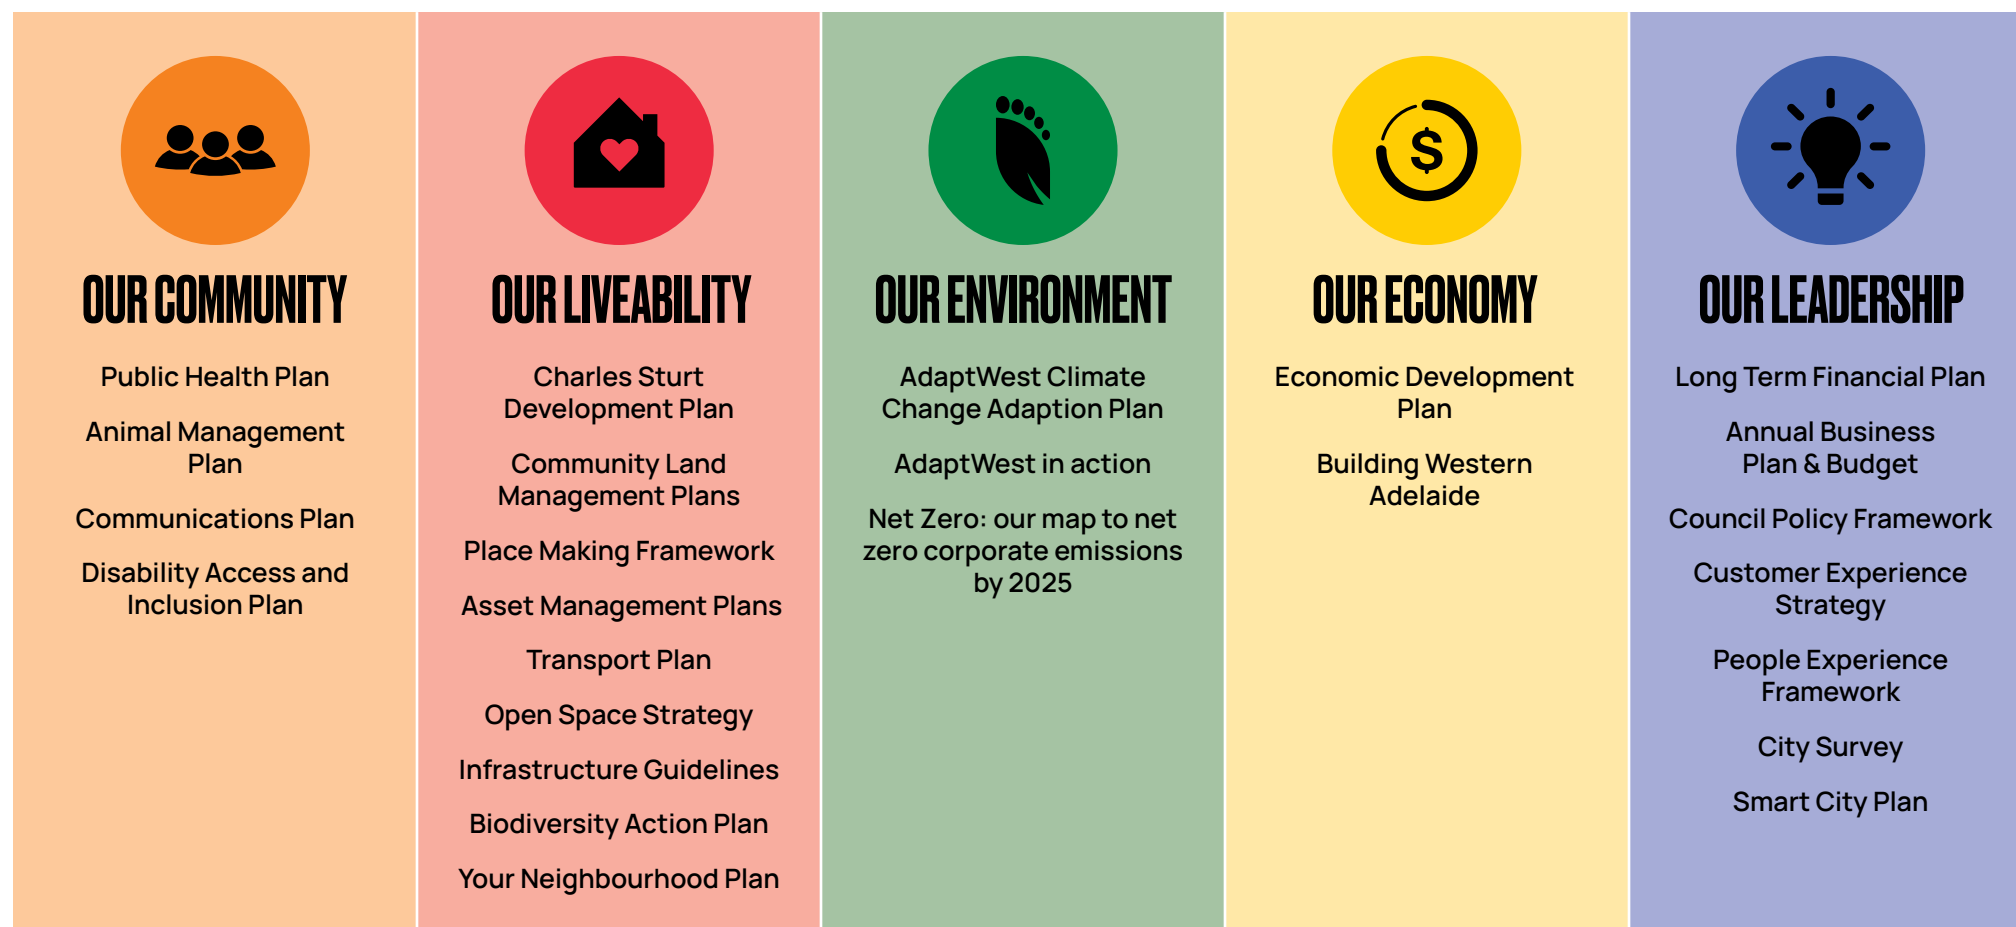 OUR COMMUNITY
Public Health Plan
Animal Management
Plan
Communications Plan
Disability Access and
Inclusion Plan
OUR LIVEABILITY
Charles Sturt
Development Plan
Community Land
Management Plans
Place Making Framework
Asset Management Plans
Transport Plan
Open Space Strategy
Infrastructure Guidelines
Biodiversity Action Plan
Your Neighbourhood Plan
OUR ENVIRONMENT
AdaptWest Climate
Change Adaption Plan
AdaptWest in action
Net Zero: our map to net
zero corporate emissions
by 2025
$
OUR ECONOMY
Economic Development
Plan
Building Western
Adelaide
OUR LEADERSHIP
Long Term Financial Plan
Annual Business
Plan & Budget
Council Policy Framework
Customer Experience
Strategy
People Experience
Framework
City Survey
Smart City Plan